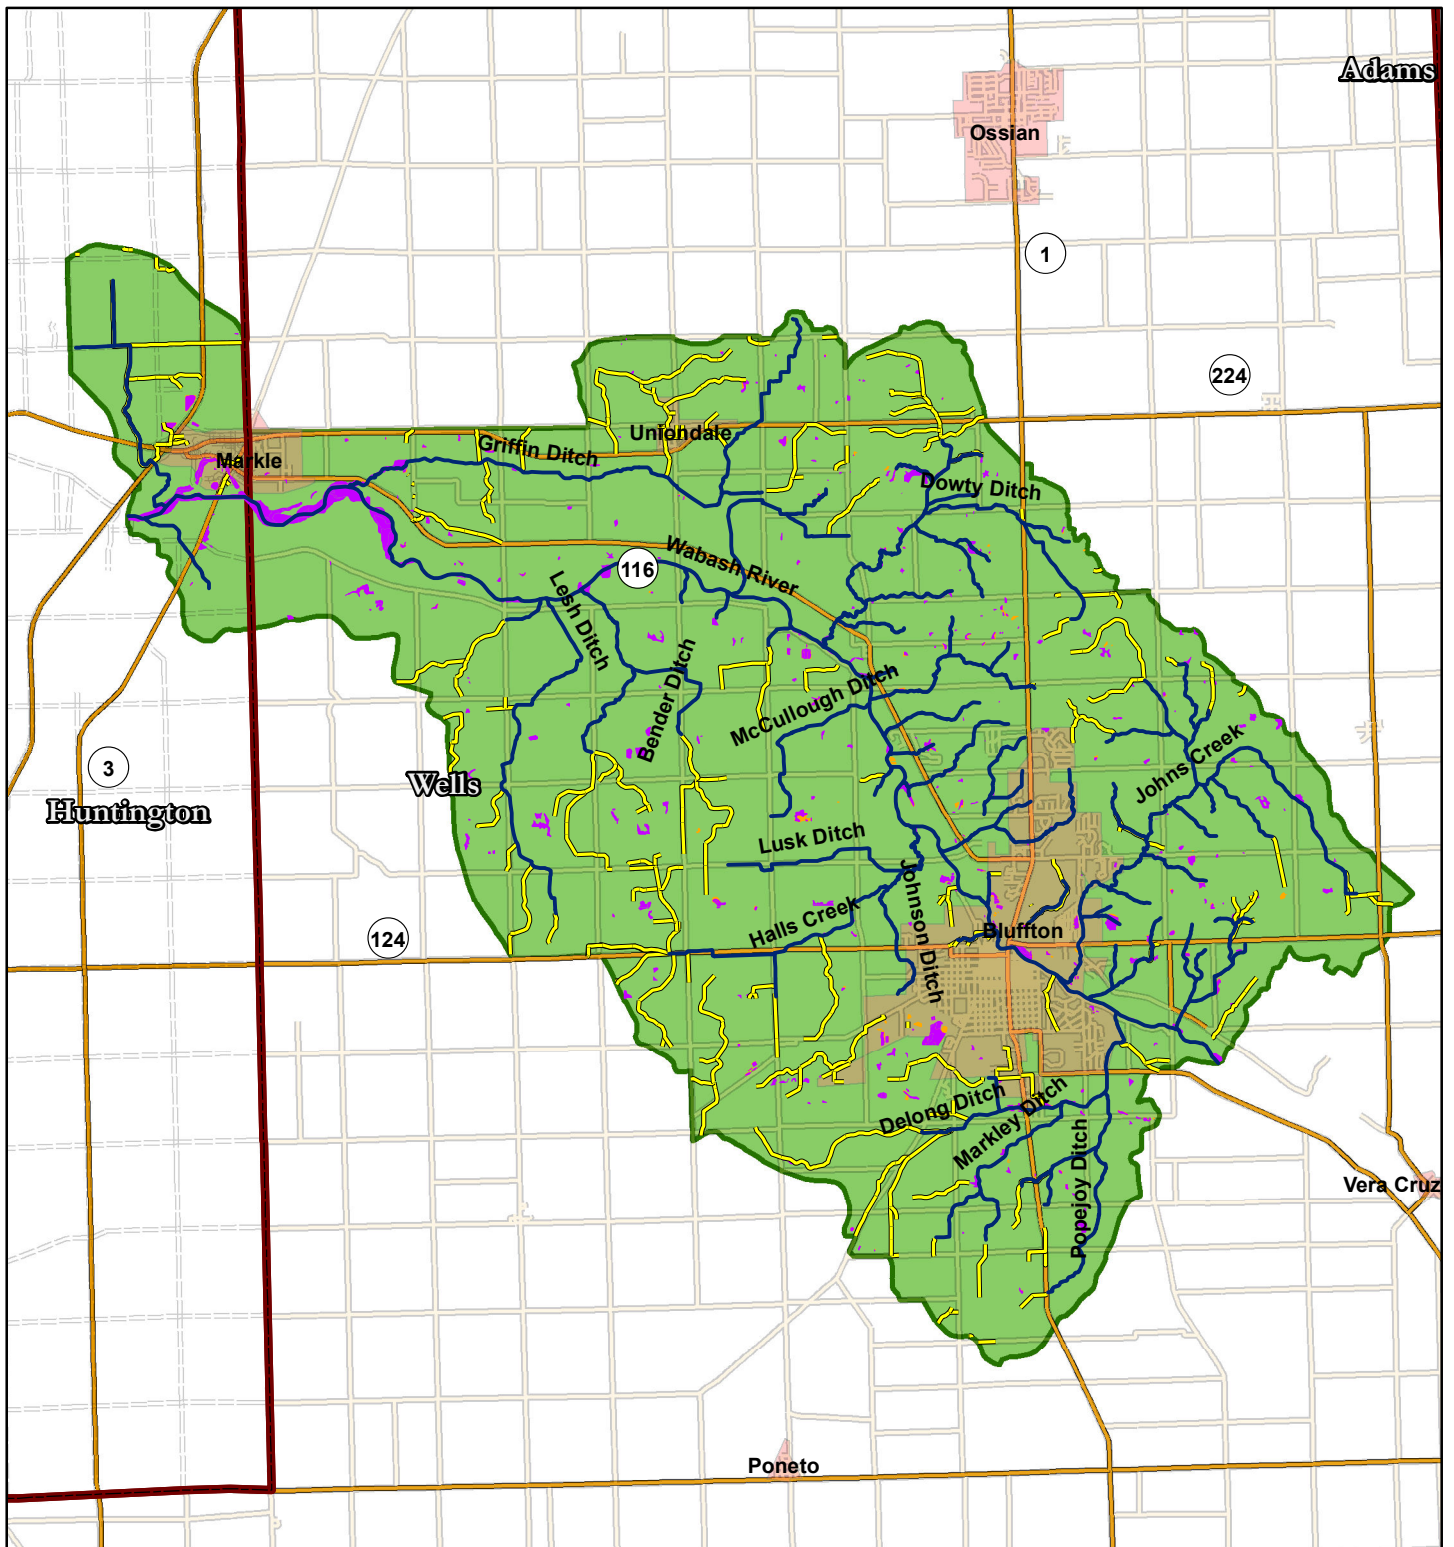 Adams
Ossian
1
224
Uniondale
Griffin Ditch
Markle
Dowty Ditch
Wabash River
116
Lesh Ditch
Bender Ditch
McCullough Ditch
Johns Creek
3
Wells
Huntington
Lusk Ditch
Johnson Ditch
Halls Creek
124
Bluffton
Delong Ditch
Markley Ditch
Popejoy Ditch
Vera Cruz
Poneto